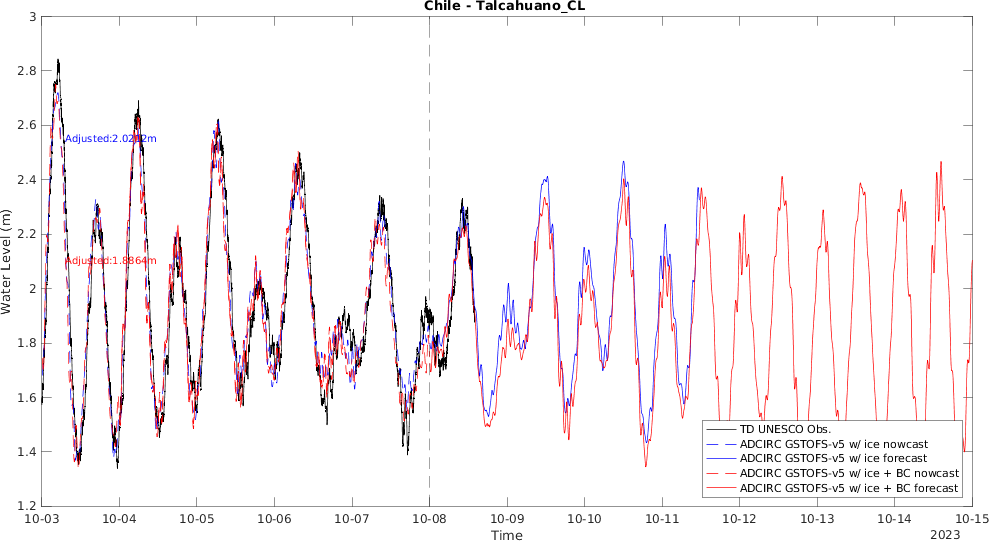 Chile - Talcahuano_CL
3
2.8
2.6
2.4
2.2
2
1.8
1.6
1.4
1.2
Water Level (m)
Adjusted:1.8864m
TD UNESCO Obs.
ADCIRC GSTOFS-v5 w/ ice nowcast
ADCIRC GSTOFS-v5 w/ ice forecast
ADCIRC GSTOFS-v5 w/ ice + BC nowcast
ADCIRC GSTOFS-v5 w/ ice + BC forecast
10-03 10-04 10-05 10-06 10-07 10-08 10-09 10-10 10-11 10-12 10-13 10-14 10-15
Time
2023